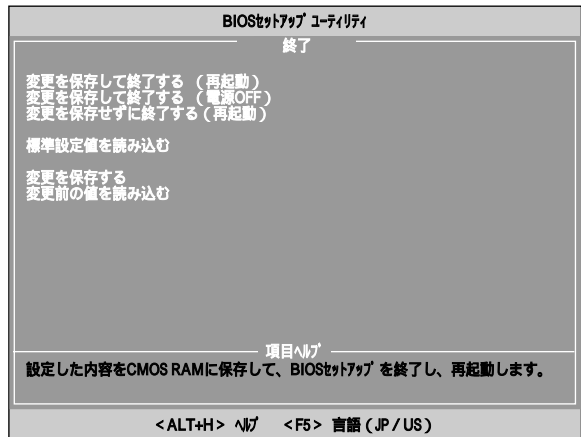 BIOSｾｯﾄｱｯﾌﾟ ﾕｰﾃｨﾘﾃｨ
終了
変更を保存して終了する (再起動)
変更を保存して終了する (電源OFF)
変更を保存せずに終了する(再起動)
標準設定値を読み込む
変更を保存する
変更前の値を読み込む
項目ﾍﾙﾌﾟ
設定した内容をCMOS RAMに保存して、BIOSｾｯﾄｱｯﾌﾟを終了し、再起動します。
<ALT+H> ﾍﾙﾌﾟ <F5> 言語(JP/US)